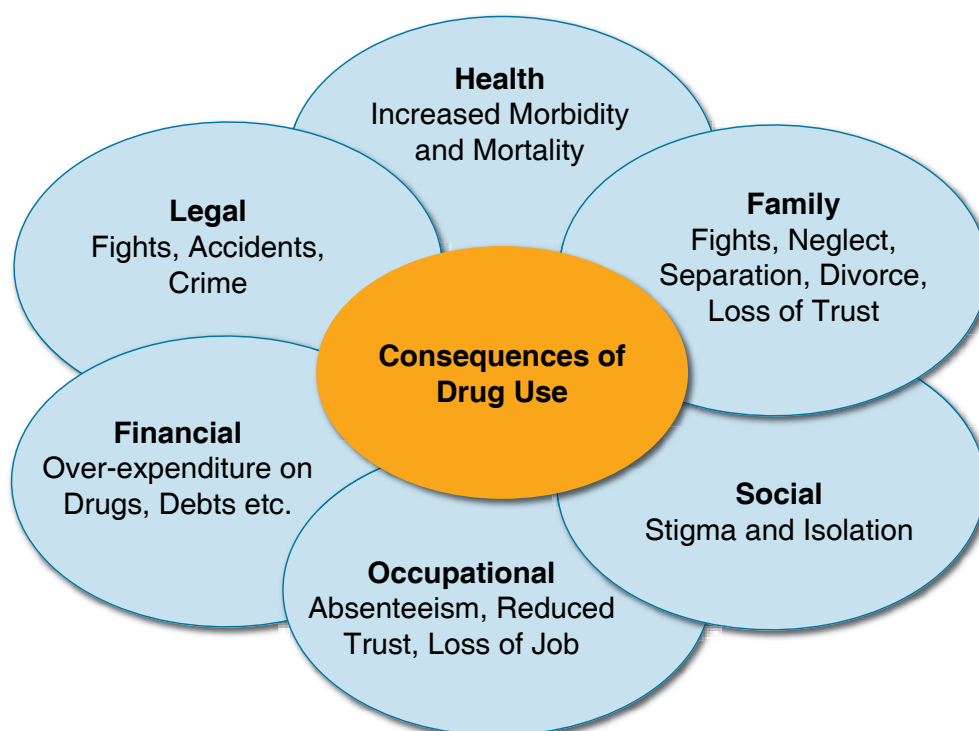 Health
Increased Morbidity
and Mortality
Legal
Fights, Accidents,
Crime
Family
Fights, Neglect,
Separation, Divorce,
Loss of Trust
Consequences of
Drug Use
Financial
Over-expenditure on
Drugs, Debts etc.
Social
Stigma and Isolation
Occupational
Absenteeism, Reduced
Trust, Loss of Job